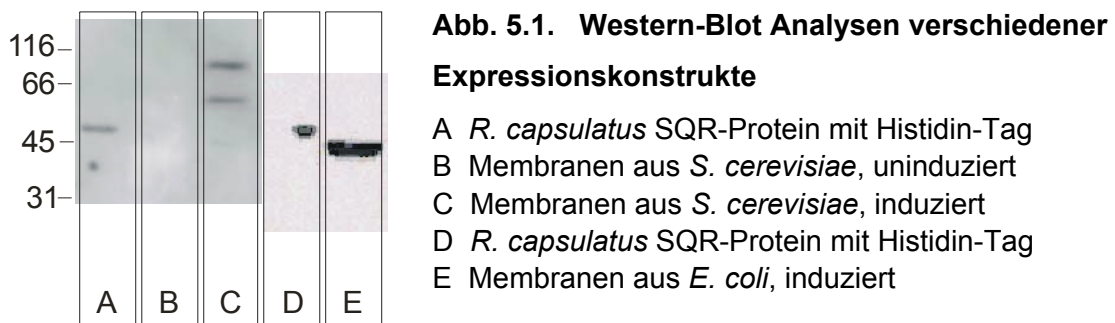 116
66
45
31
A B C D E
Abb. 5.1. Western-Blot Analysen verschiedener
Expressionskonstrukte
A R. capsulatus SQR-Protein mit Histidin-Tag
B Membranen aus S. cerevisiae, uninduziert
C Membranen aus S. cerevisiae, induziert
D R. capsulatus SQR-Protein mit Histidin-Tag
E Membranen aus E. coli, induziert